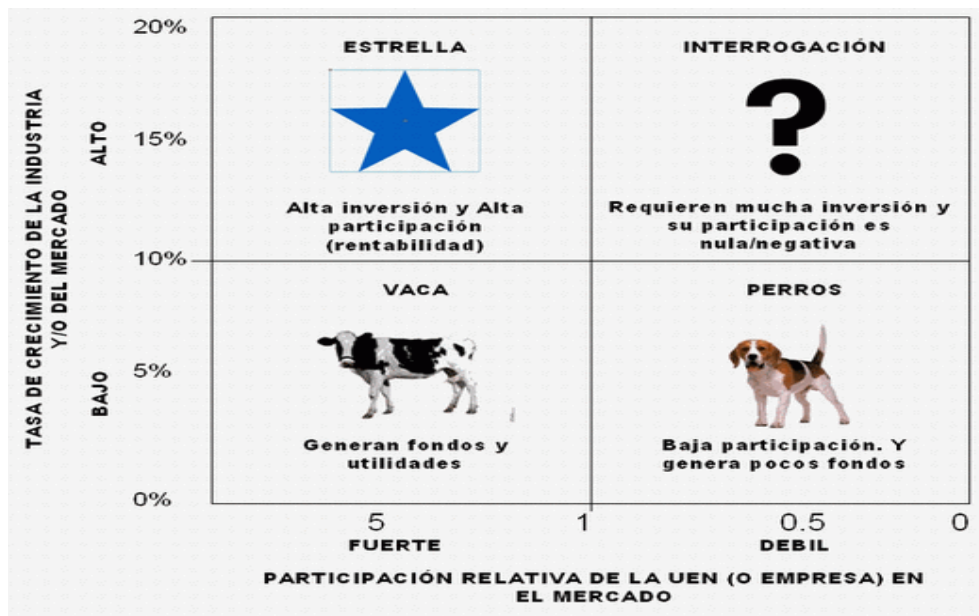 20%
ESTRELLA
INTERROGACIÓN
?
15%
ALTO
TASA DE CRECIMIENTO DE LA INDUSTRIA
Y/O DEL MERCADO
Alta inversión y Alta
participación
(rentabilidad)
Requieren mucha inversión y
su participación es
nula/negativa
10%
VACA
PERROS
5%
BAJO
Generan fondos y
utilidades
Baja participación. Y
genera pocos fondos
0%
5
1
0.5
0
FUERTE
DEBIL
PARTICIPACIÓN RELATIVA DE LA UEN (O EMPRESA) EN
EL MERCADO